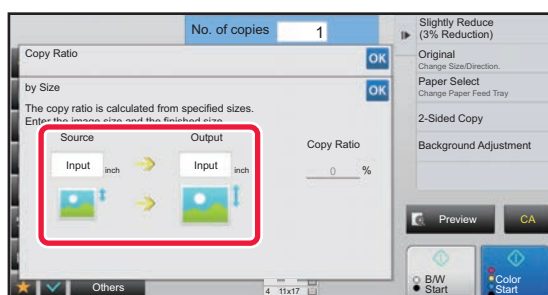 No. of copies 1
Copy Ratio OK
by Size OK
The copy ratio is calculated from specified sizes.
Enter the image size and the finished size
Source Output
Copy Ratio
Input inch Input inch
0 %
Slightly Reduce
(3% Reduction)
Original
Change Size/Direction.
Paper Select
Change Paper Feed Tray
2-Sided Copy
Background Adjustment
Preview CA
B/W
Start
Color
Start
Others
4 11x17